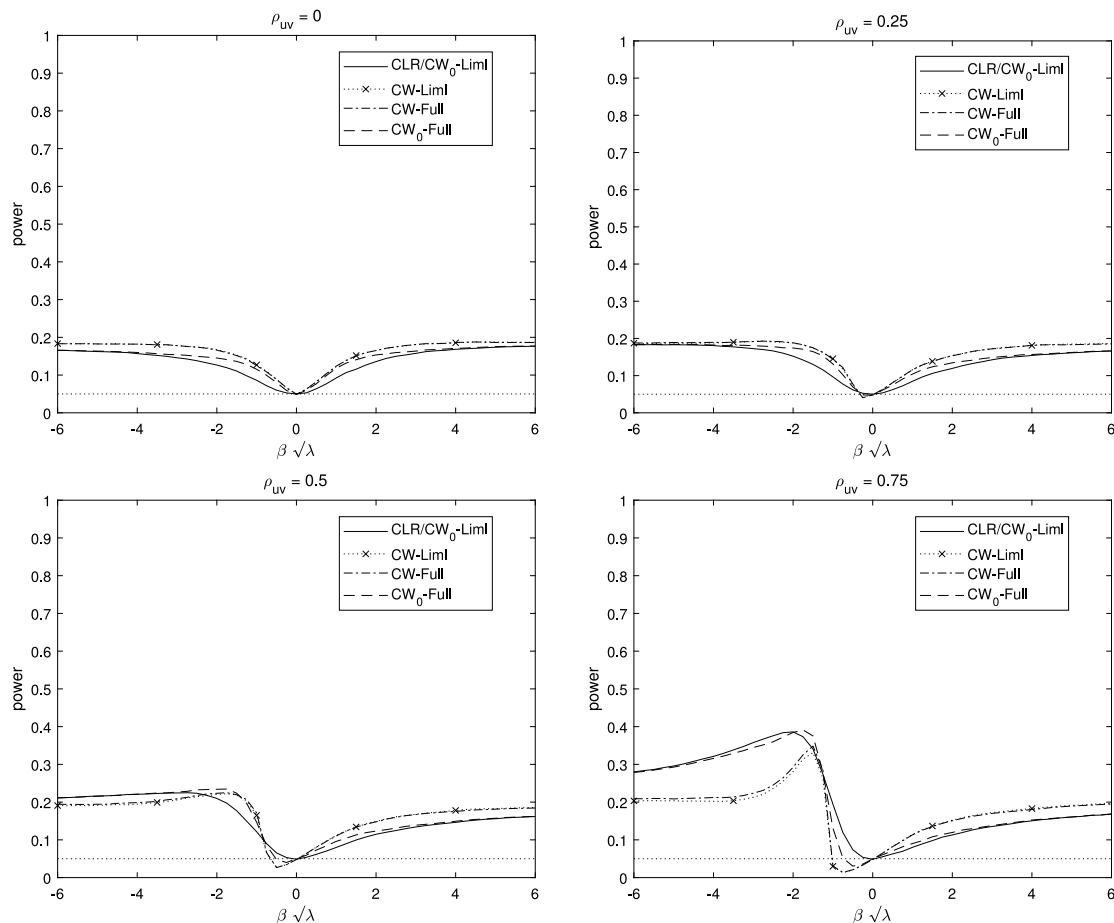 ρuv = 0
1
0.9
0.8
0.7
0.6
0.5
0.4
0.3
0.2
0.1
0
power
-6 -4 -2 0 2 4 6
β √λ
CLR/CW0-Liml
CW-Liml
CW-Full
CW0-Full
ρuv = 0.25
1
0.9
0.8
0.7
0.6
0.5
0.4
0.3
0.2
0.1
0
power
-6 -4 -2 0 2 4 6
β √λ
CLR/CW0-Liml
CW-Liml
CW-Full
CW0-Full
ρuv = 0.5
1
0.9
0.8
0.7
0.6
0.5
0.4
0.3
0.2
0.1
0
power
-6 -4 -2 0 2 4 6
β √λ
CLR/CW0-Liml
CW-Liml
CW-Full
CW0-Full
ρuv = 0.75
1
0.9
0.8
0.7
0.6
0.5
0.4
0.3
0.2
0.1
0
power
-6 -4 -2 0 2 4 6
β √λ
CLR/CW0-Liml
CW-Liml
CW-Full
CW0-Full